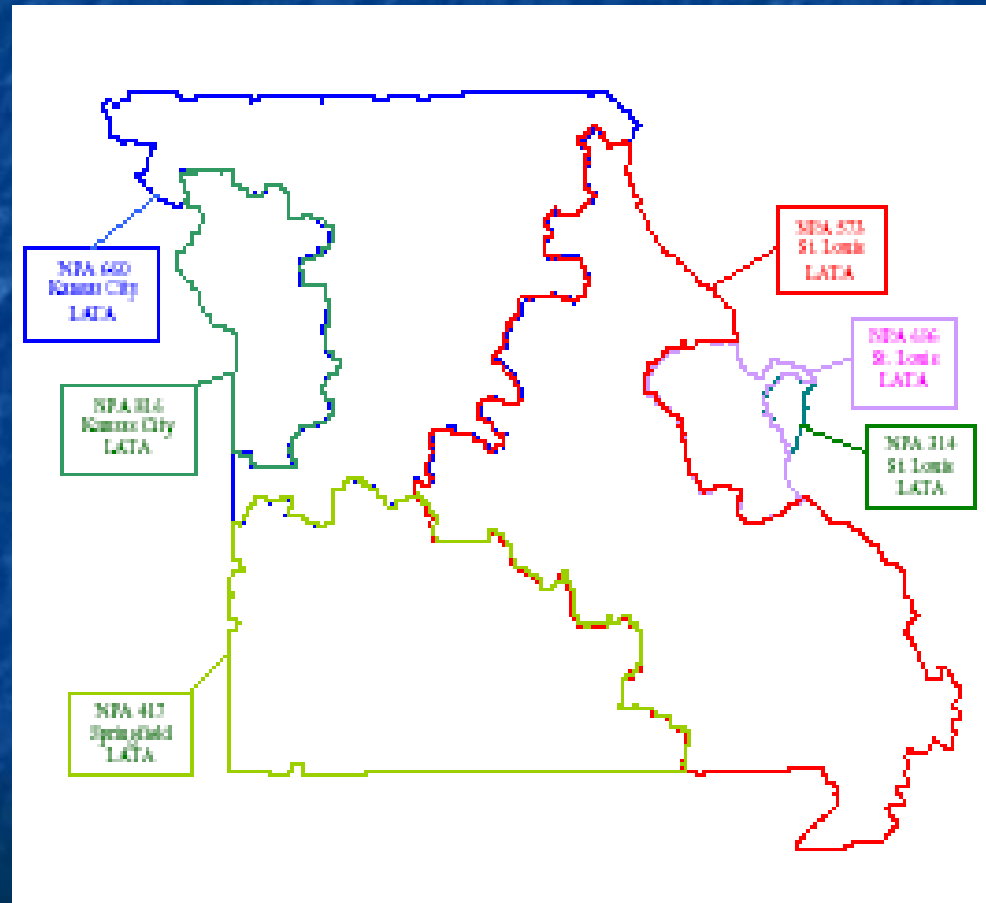 NPA 573
St. Louis
LATA
NPA 660
Kansas City
LATA
NPA 636
St. Louis
LATA
NPA 816
Kansas City
LATA
NPA 314
St. Louis
LATA
NPA 417
Springfield
LATA